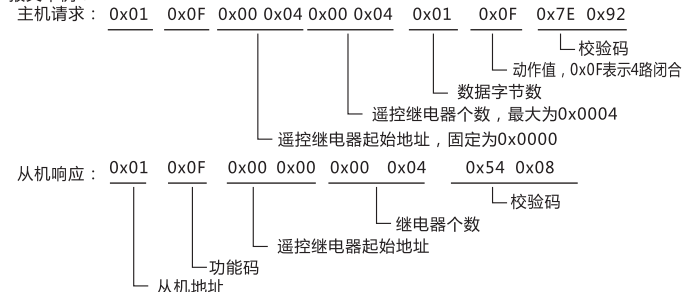 主机请求： 0x01 0x0F 0x00 0x04 0x00 0x04 0x01 0x0F 0x7E 0x92
校验码
动作值，0x0F表示4路闭合
数据字节数
遥控继电器个数，最大为0x0004
遥控继电器起始地址，固定为0x0000
从机响应： 0x01 0x0F 0x00 0x00 0x00 0x04 0x54 0x08
校验码
继电器个数
遥控继电器起始地址
功能码
从机地址